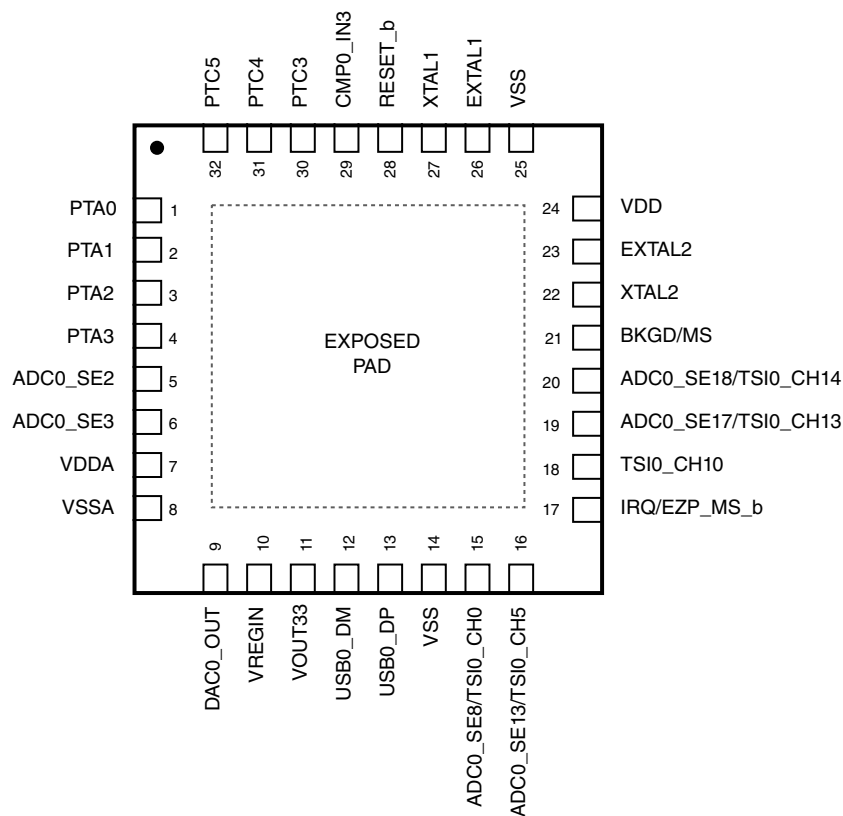 PTC5
PTC4
PTC3
CMP0_IN3
RESET_b
XTAL1
EXTAL1
VSS
32
31
30
29
28
27
26
25
PTA0 1
PTA1 2
PTA2 3
PTA3 4
ADC0_SE2 5
ADC0_SE3 6
VDDA 7
VSSA 8
EXPOSED
PAD
24 VDD
23 EXTAL2
22 XTAL2
21 BKGD/MS
20 ADC0_SE18/TSI0_CH14
19 ADC0_SE17/TSI0_CH13
18 TSI0_CH10
17 IRQ/EZP_MS_b
9
10
11
12
13
14
15
16
DAC0_OUT
VREGIN
VOUT33
USB0_DM
USB0_DP
VSS
ADC0_SE8/TSI0_CH0
ADC0_SE13/TSI0_CH5